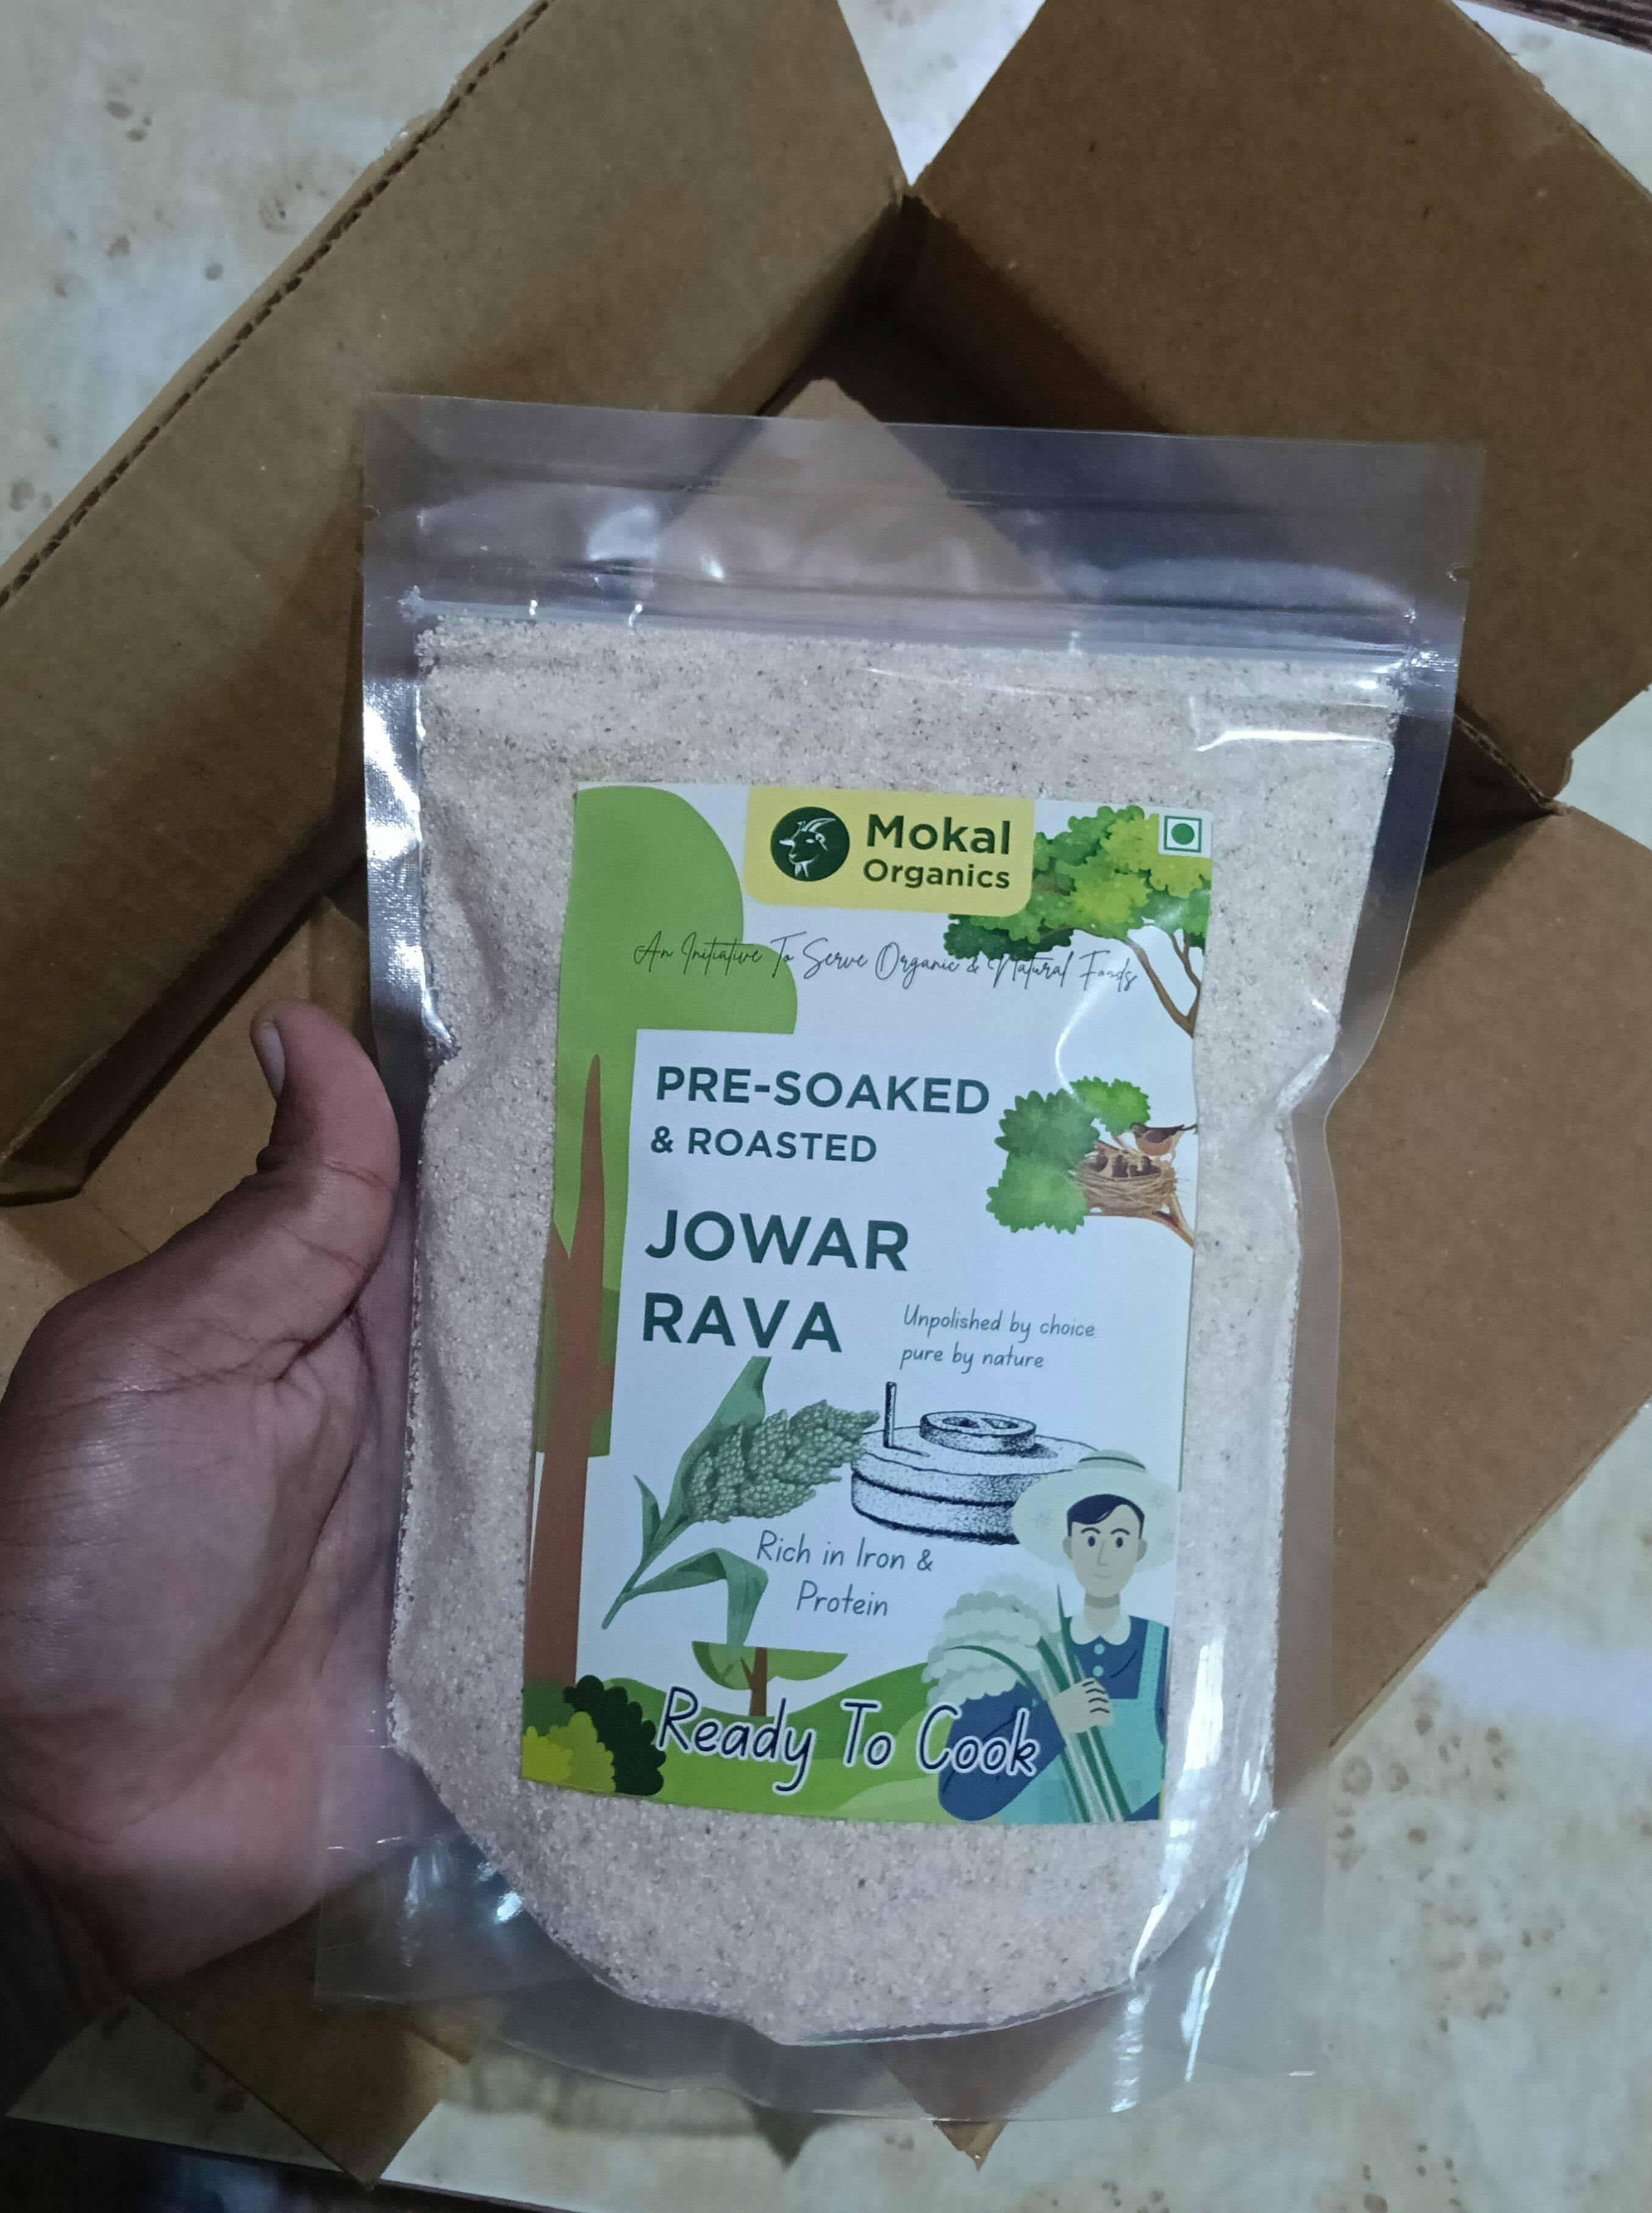 Mokal
Organics
An Initiative To Serve Organic & Natural Foods
PRE-SOAKED
& ROASTED
JOWAR
RAVA
Unpolished by choice
pure by nature
Rich in Iron &
Protein
Ready To Cook